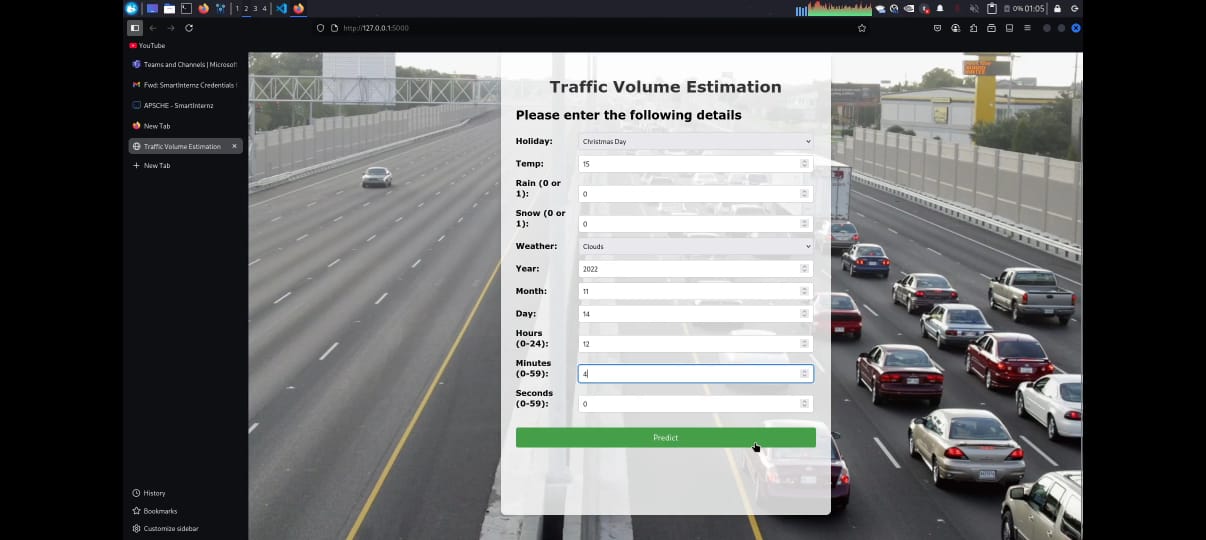 1 2 3 4
0% 01:05
http://127.0.0.1:5000
YouTube
Teams and Channels | Microsoft
Fwd: SmartInternz Credentials
APSCHE - SmartInternz
New Tab
Traffic Volume Estimation
New Tab
Traffic Volume Estimation
Please enter the following details
Holiday: Christmas Day
Temp: 15
Rain (0 or
1): 0
Snow (0 or
1): 0
Weather: Clouds
Year: 2022
Month: 11
Day: 14
Hours
(0-24): 12
Minutes
(0-59): 4
Seconds
(0-59): 0
Predict
History
Bookmarks
Customize sidebar